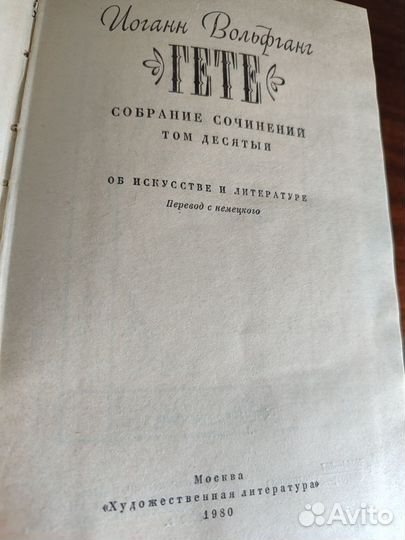 Иоганн Вольфганг
ГЕТЕ
СОБРАНИЕ СОЧИНЕНИЙ
ТОМ ДЕСЯТЫЙ
ОБ ИСКУССТВЕ И ЛИТЕРАТУРЕ
Перевод с немецкого
Москва
«Художественная литература»
1980
Avito